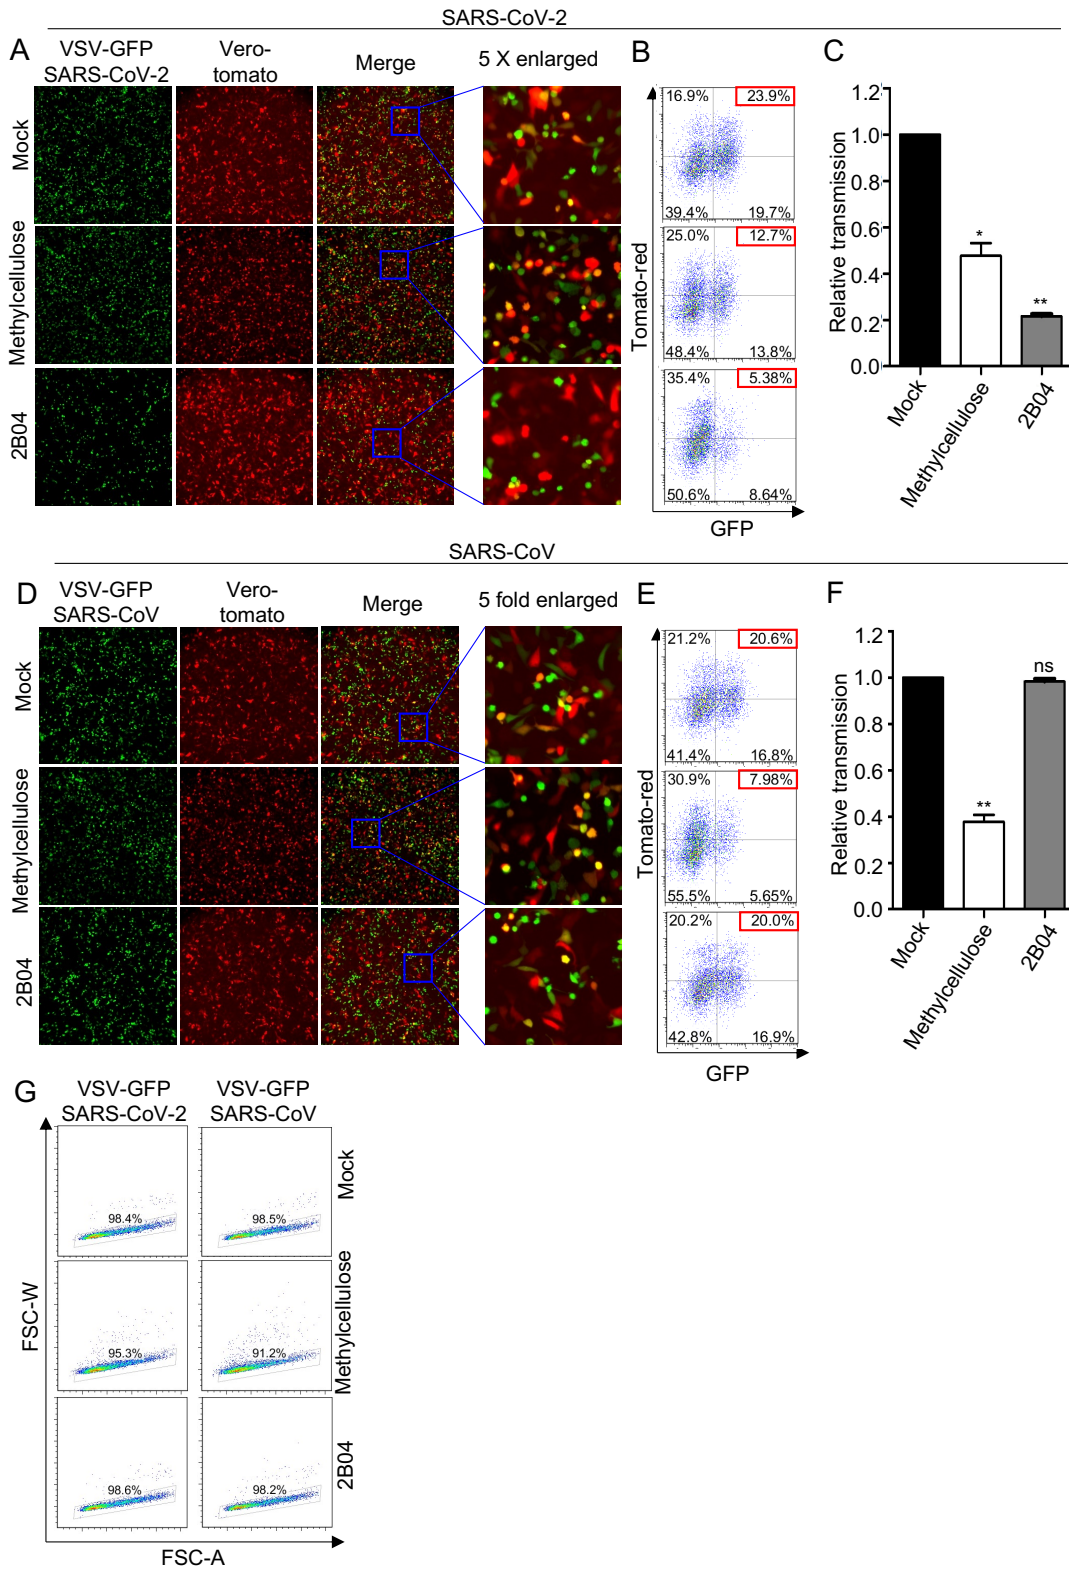 SARS-CoV-2
A
VSV-GFP
SARS-CoV-2
Vero-
tomato
Merge
5 X enlarged
Mock
Methylcellulose
2B04
B
16.9%
23.9%
39.4%
19.7%
25.0%
12.7%
48.4%
13.8%
35.4%
5.38%
50.6%
8.64%
Tomato-red
GFP
C
Relative transmission
1.2
1.0
0.8
0.6
0.4
0.2
0.0
*
**
Mock
Methylcellulose
2B04
SARS-CoV
D
VSV-GFP
SARS-CoV
Vero-
tomato
Merge
5 fold enlarged
Mock
Methylcellulose
2B04
E
21.2%
20.6%
41.4%
16.8%
30.9%
7.98%
55.5%
5.65%
20.2%
20.0%
42.8%
16.9%
Tomato-red
GFP
F
Relative transmission
1.2
1.0
0.8
0.6
0.4
0.2
0.0
**
ns
Mock
Methylcellulose
2B04
G
VSV-GFP
SARS-CoV-2
VSV-GFP
SARS-CoV
98.4%
98.5%
Mock
95.3%
91.2%
Methylcellulose
98.6%
98.2%
2B04
FSC-W
FSC-A